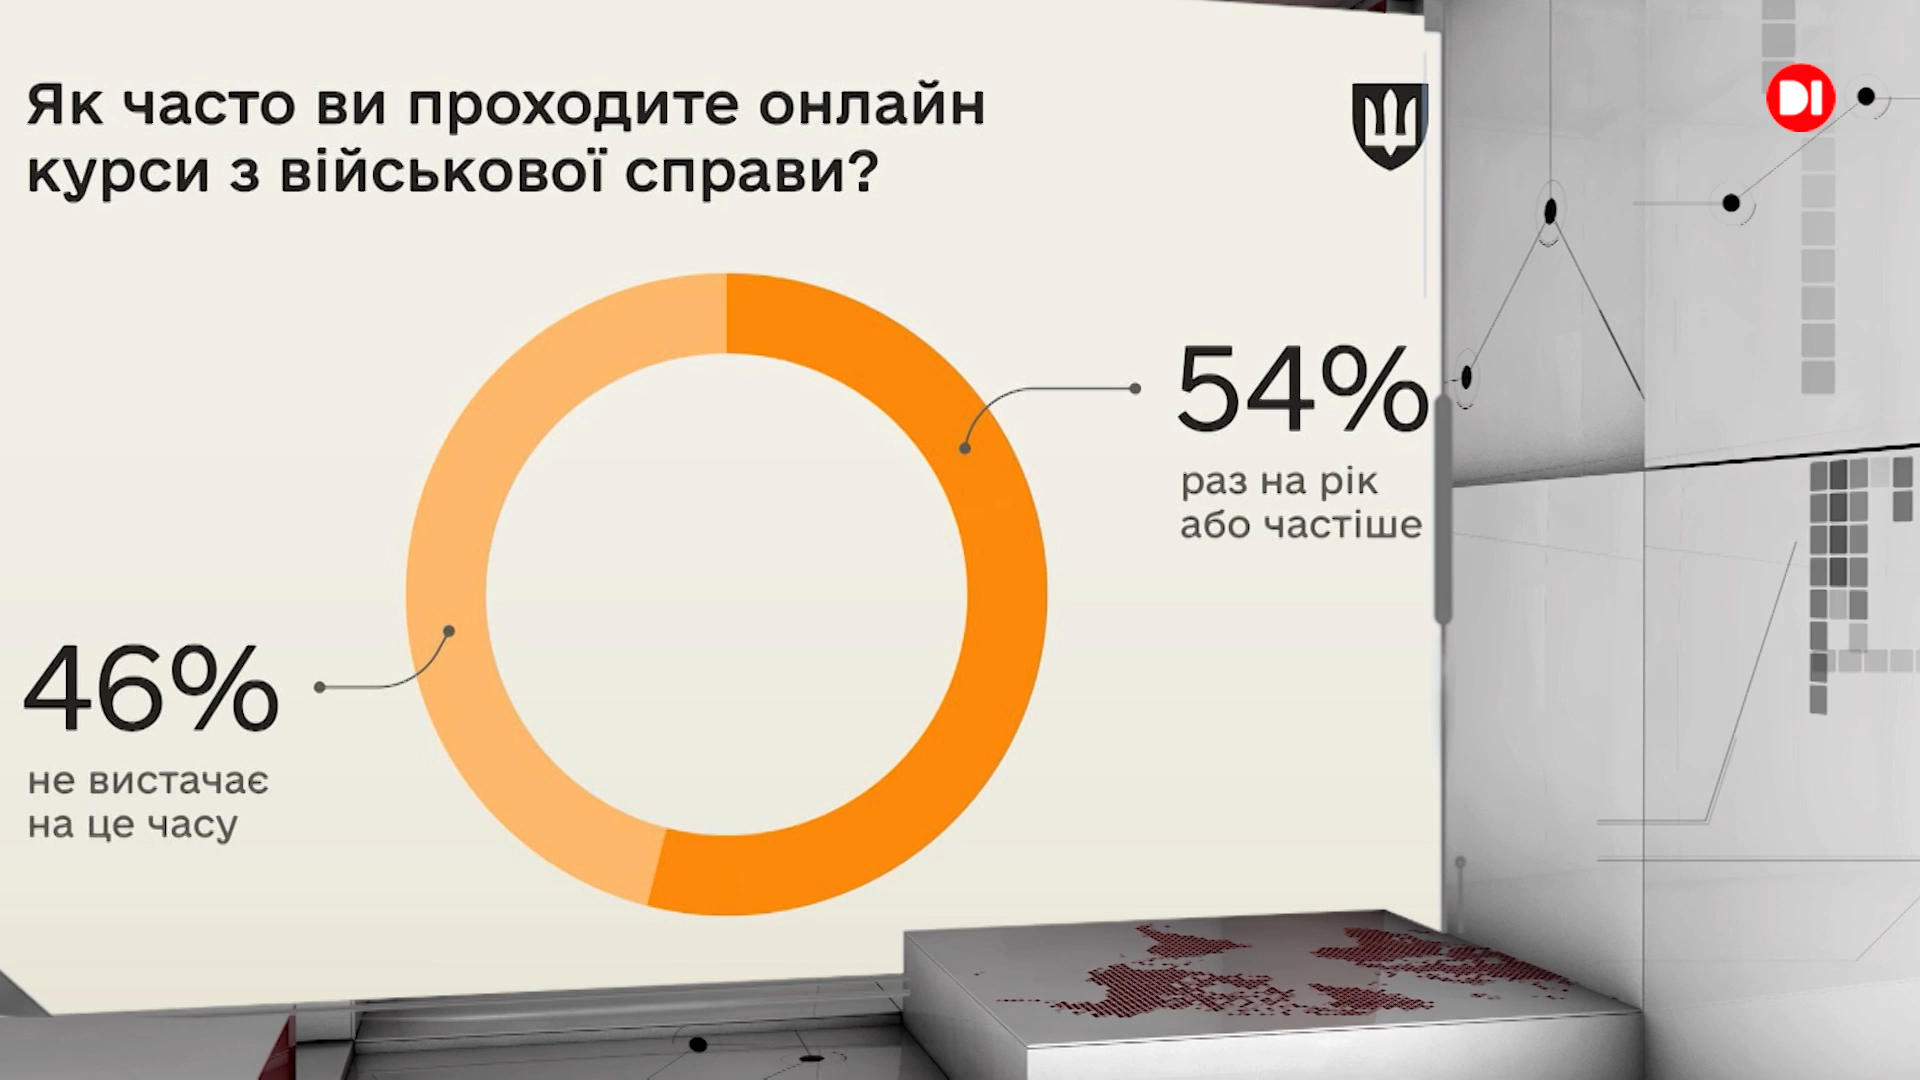 Як часто ви проходите онлайн
курси з військової справи?
DI
54%
раз на рік
або частіше
46%
не вистачає
на це часу